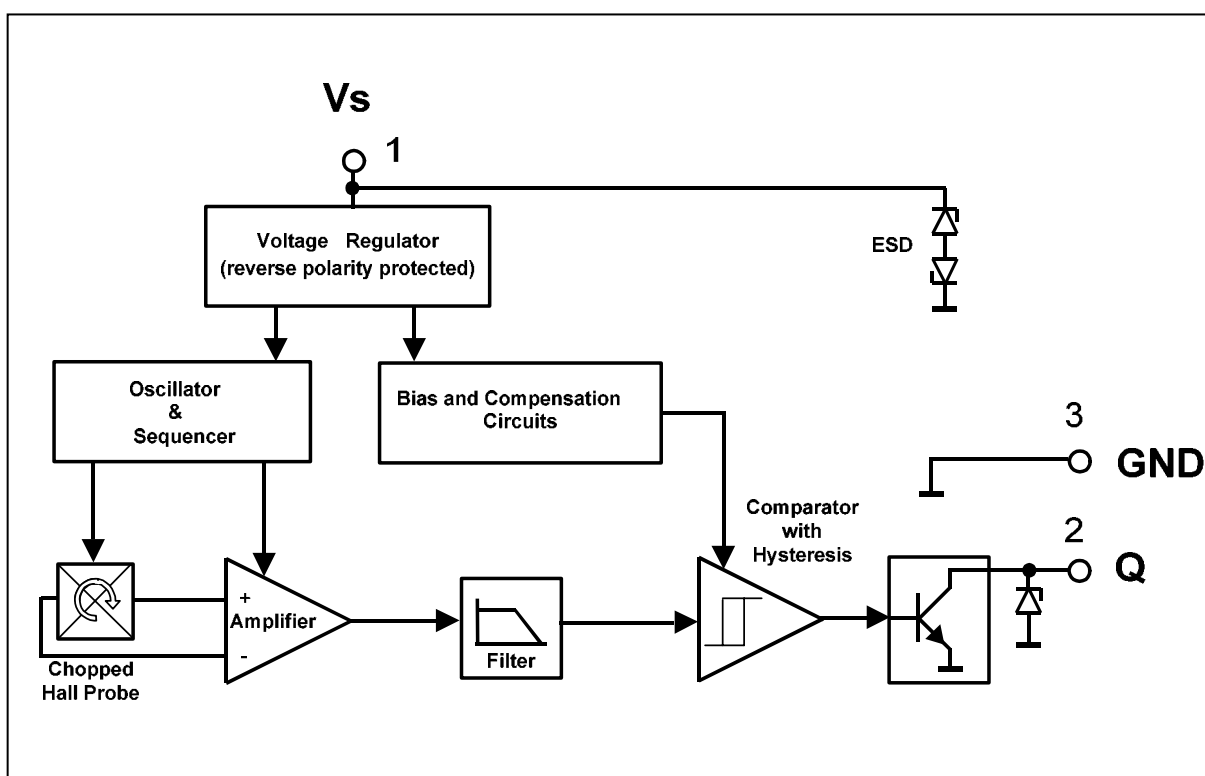 Vs
1
Voltage Regulator
(reverse polarity protected)
ESD
Oscillator
&
Sequencer
Bias and Compensation
Circuits
3
GND
Comparator
with
Hysteresis
2
Q
+
Amplifier
-
Filter
Chopped
Hall Probe